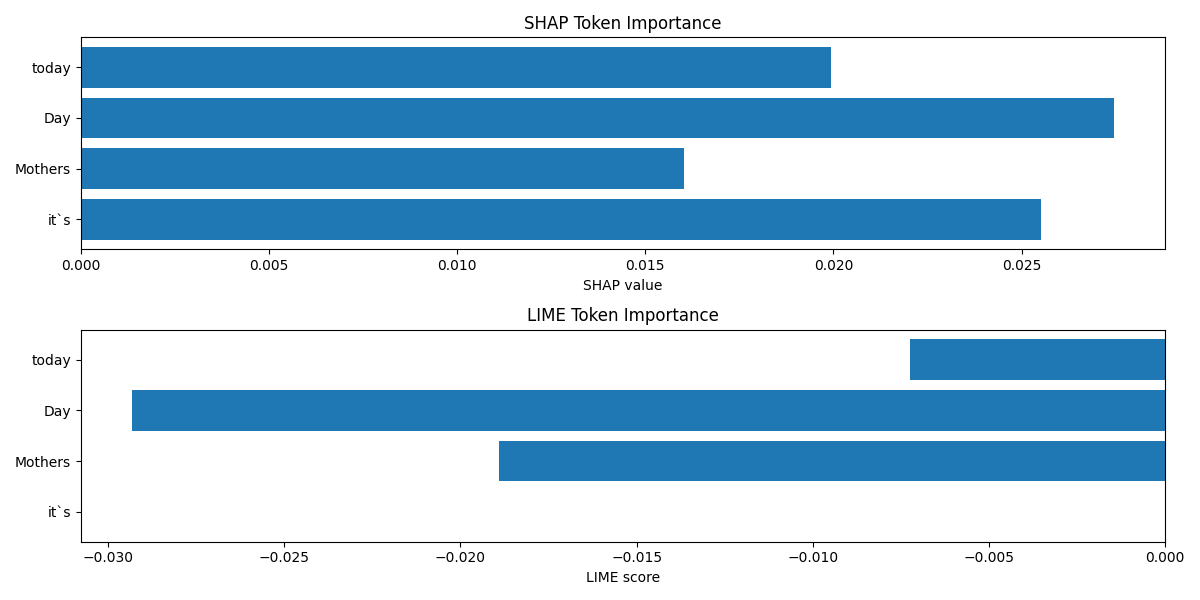 SHAP Token Importance
today
Day
Mothers
it`s
0.000 0.005 0.010 0.015 0.020 0.025
SHAP value
LIME Token Importance
today
Day
Mothers
it`s
−0.030 −0.025 −0.020 −0.015 −0.010 −0.005 0.000
LIME score